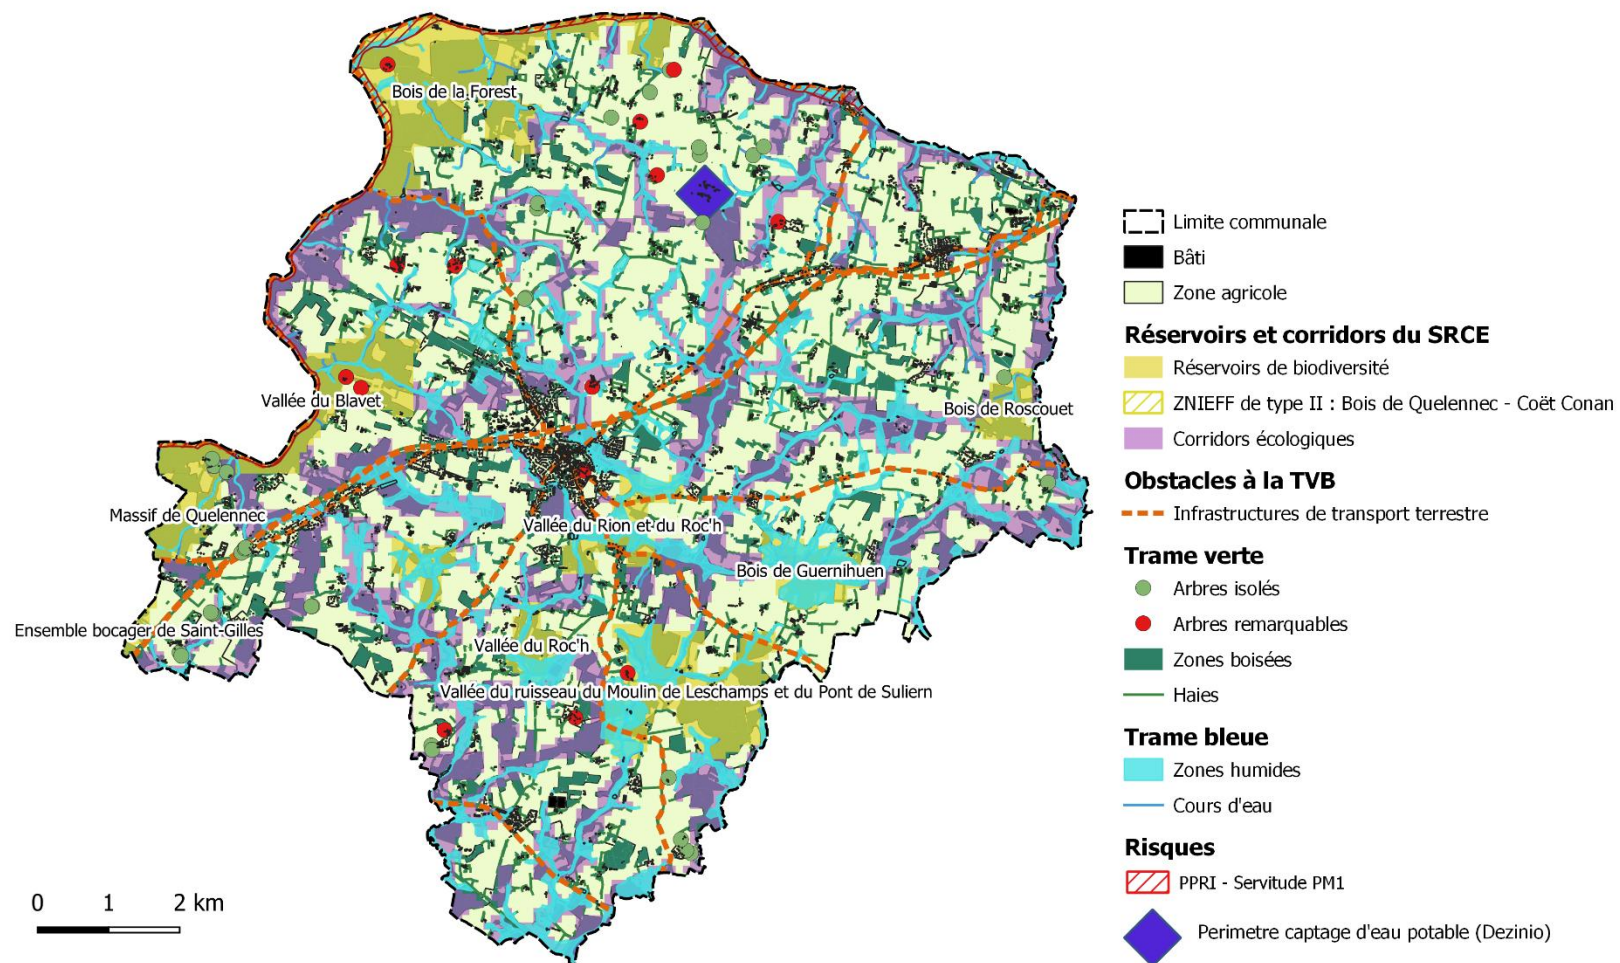 Bois de la Forest
Vallée du Blavet
Bois de Roscouet
Massif de Quelennec
Vallée du Rion et du Roc'h
Bois de Guernihuen
Ensemble bocager de Saint-Gilles
Vallée du Roc'h
Vallée du ruisseau du Moulin de Leschamps et du Pont de Suliern
0 1 2 km
Limite communale
Bâti
Zone agricole
Réservoirs et corridors du SRCE
Réservoirs de biodiversité
ZNIEFF de type II : Bois de Quelennec - Coët Conan
Corridors écologiques
Obstacles à la TVB
Infrastructures de transport terrestre
Trame verte
Arbres isolés
Arbres remarquables
Zones boisées
Haies
Trame bleue
Zones humides
Cours d'eau
Risques
PPRI - Servitude PM1
Perimetre captage d'eau potable (Dezinio)